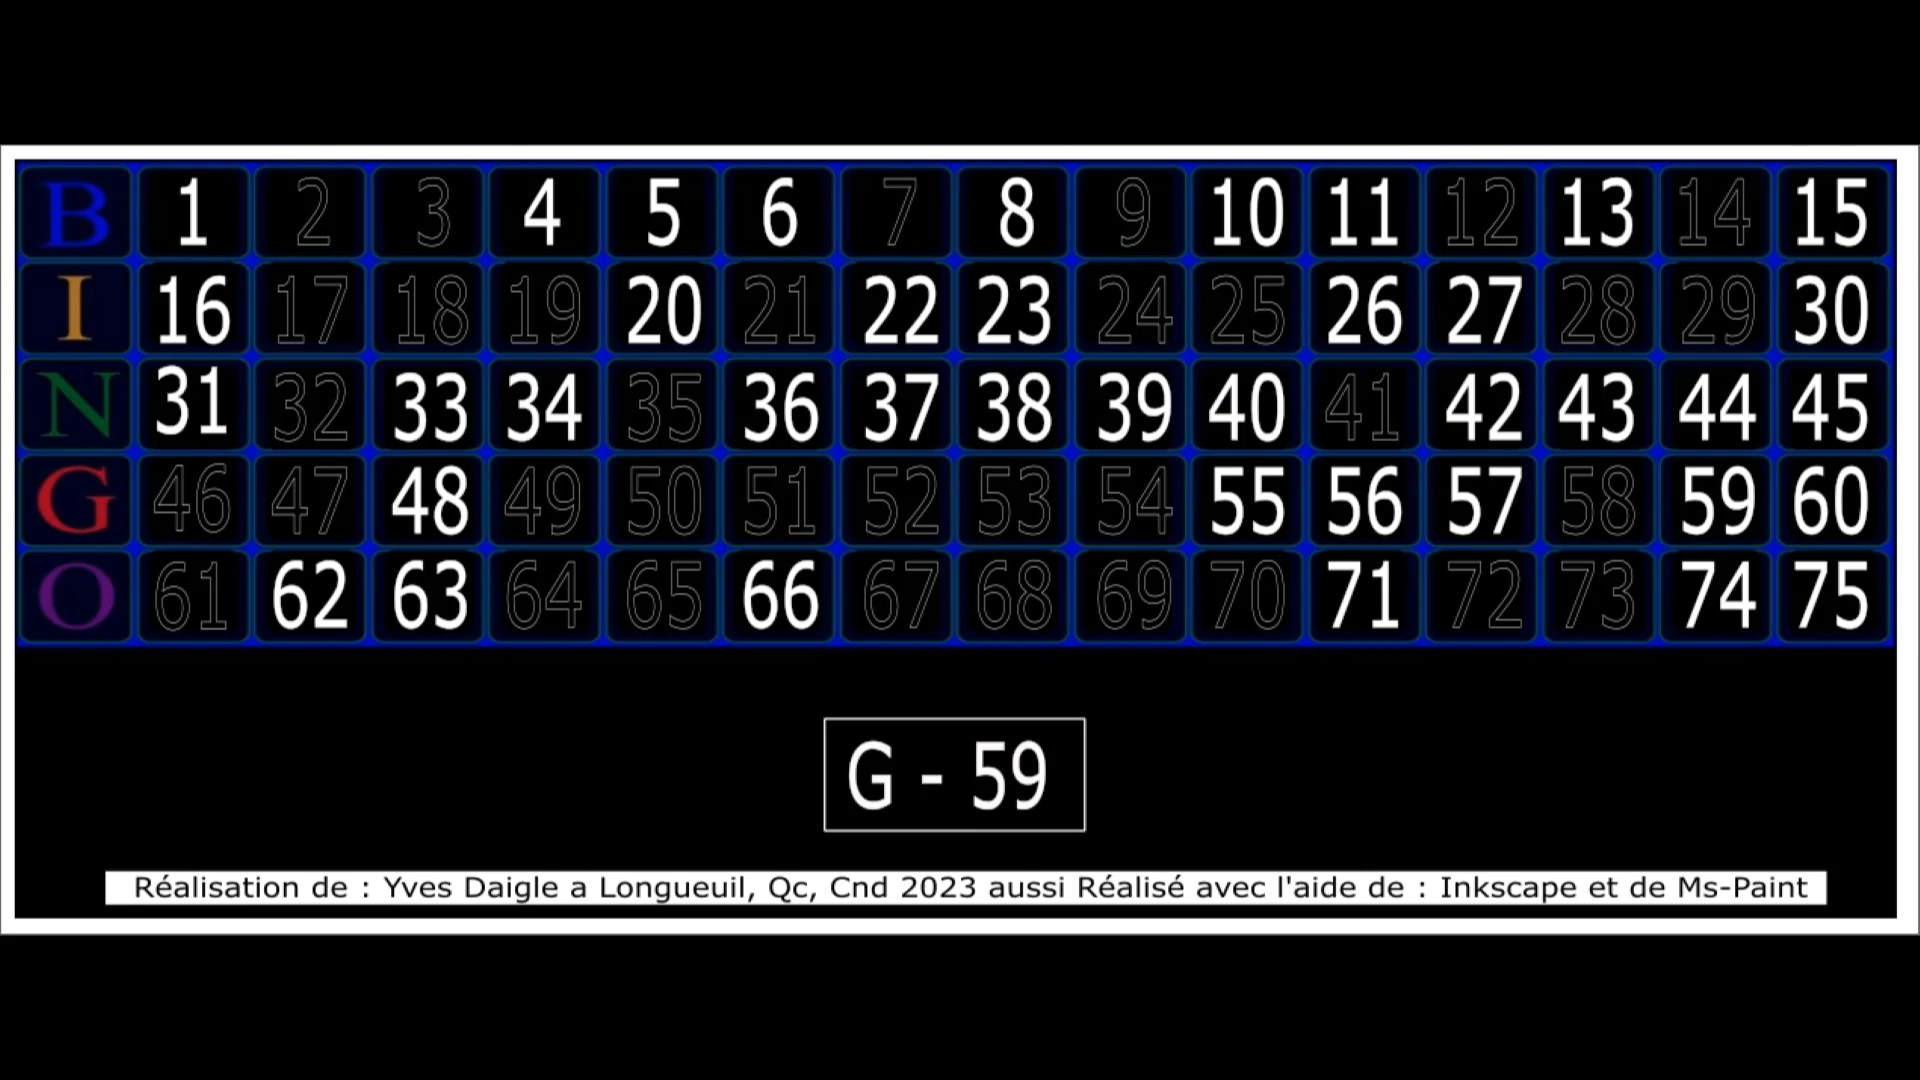 B 1 2 3 4 5 6 7 8 9 10 11 12 13 14 15
I 16 17 18 19 20 21 22 23 24 25 26 27 28 29 30
N 31 32 33 34 35 36 37 38 39 40 41 42 43 44 45
G 46 47 48 49 50 51 52 53 54 55 56 57 58 59 60
O 61 62 63 64 65 66 67 68 69 70 71 72 73 74 75
G - 59
Réalisation de : Yves Daigle a Longueuil, Qc, Cnd 2023 aussi Réalisé avec l'aide de : Inkscape et de Ms-Paint